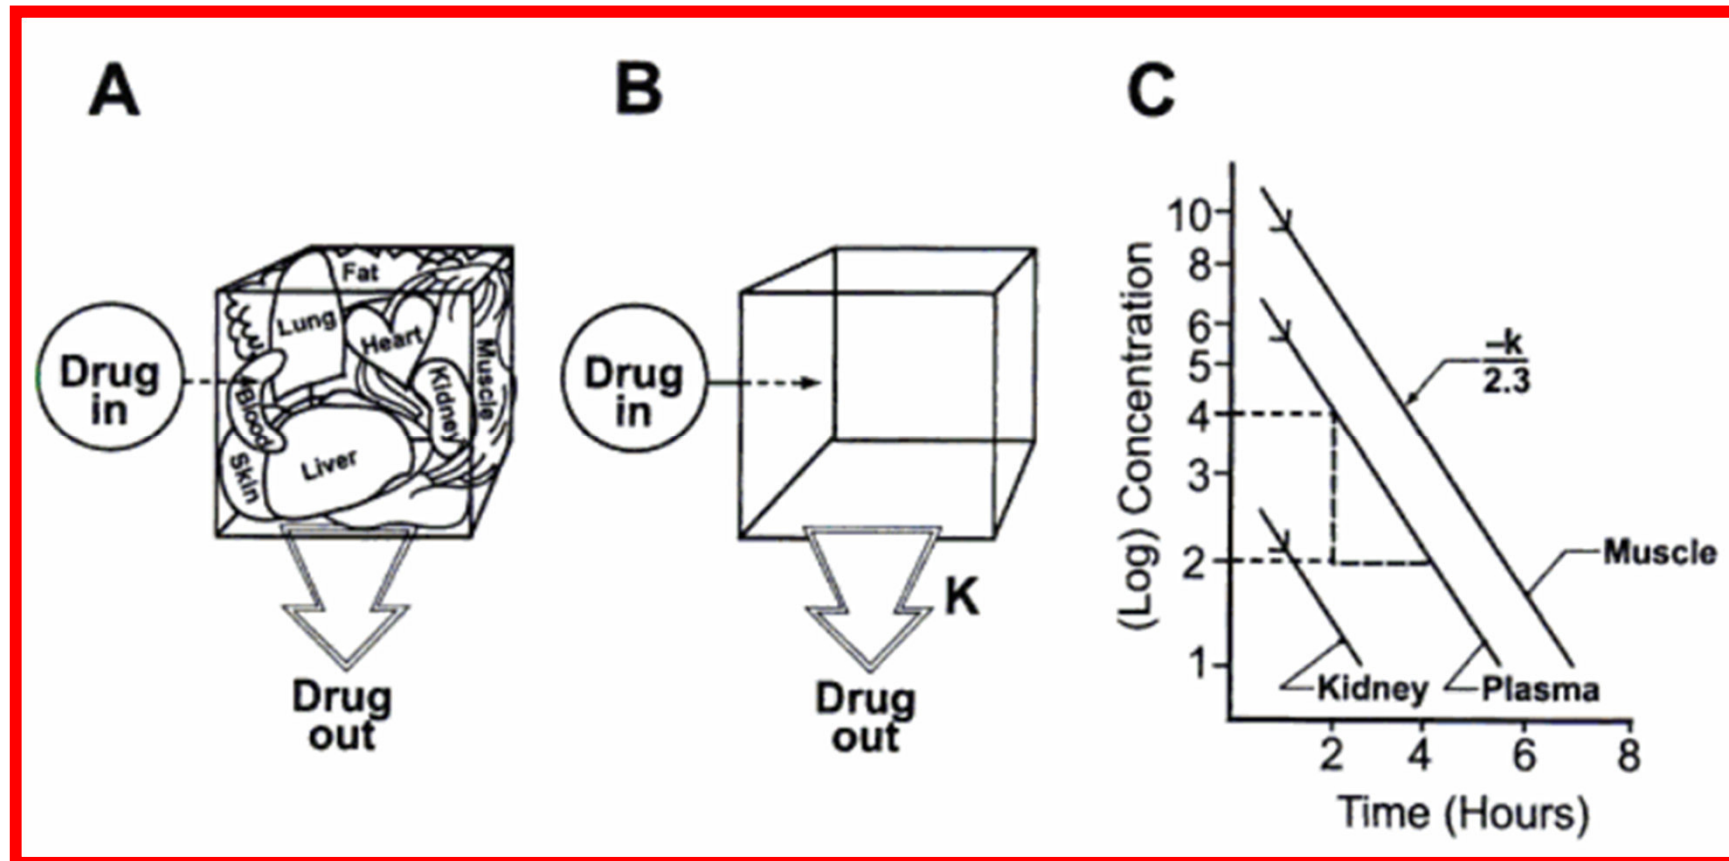 A
Drug
in
Fat
Lung
Heart
Muscle
Blood
Kidney
Skin
Liver
Drug
out
B
Drug
in
K
Drug
out
C
(Log) Concentration
10
8
6
5
4
3
2
1
–k
2.3
Muscle
Kidney
Plasma
2 4 6 8
Time (Hours)